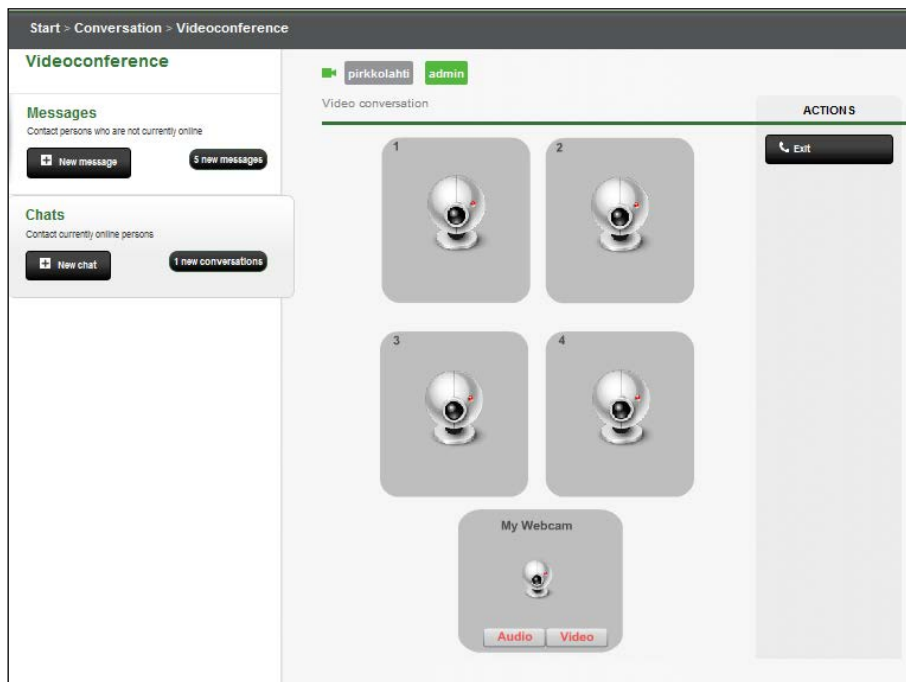 Start > Conversation > Videoconference
Videoconference
Messages
Contact persons who are not currently online
New message
5 new messages
Chats
Contact currently online persons
New chat
1 new conversations
pirkkolahti admin
Video conversation
1
2
3
4
My Webcam
Audio Video
ACTIONS
Exit